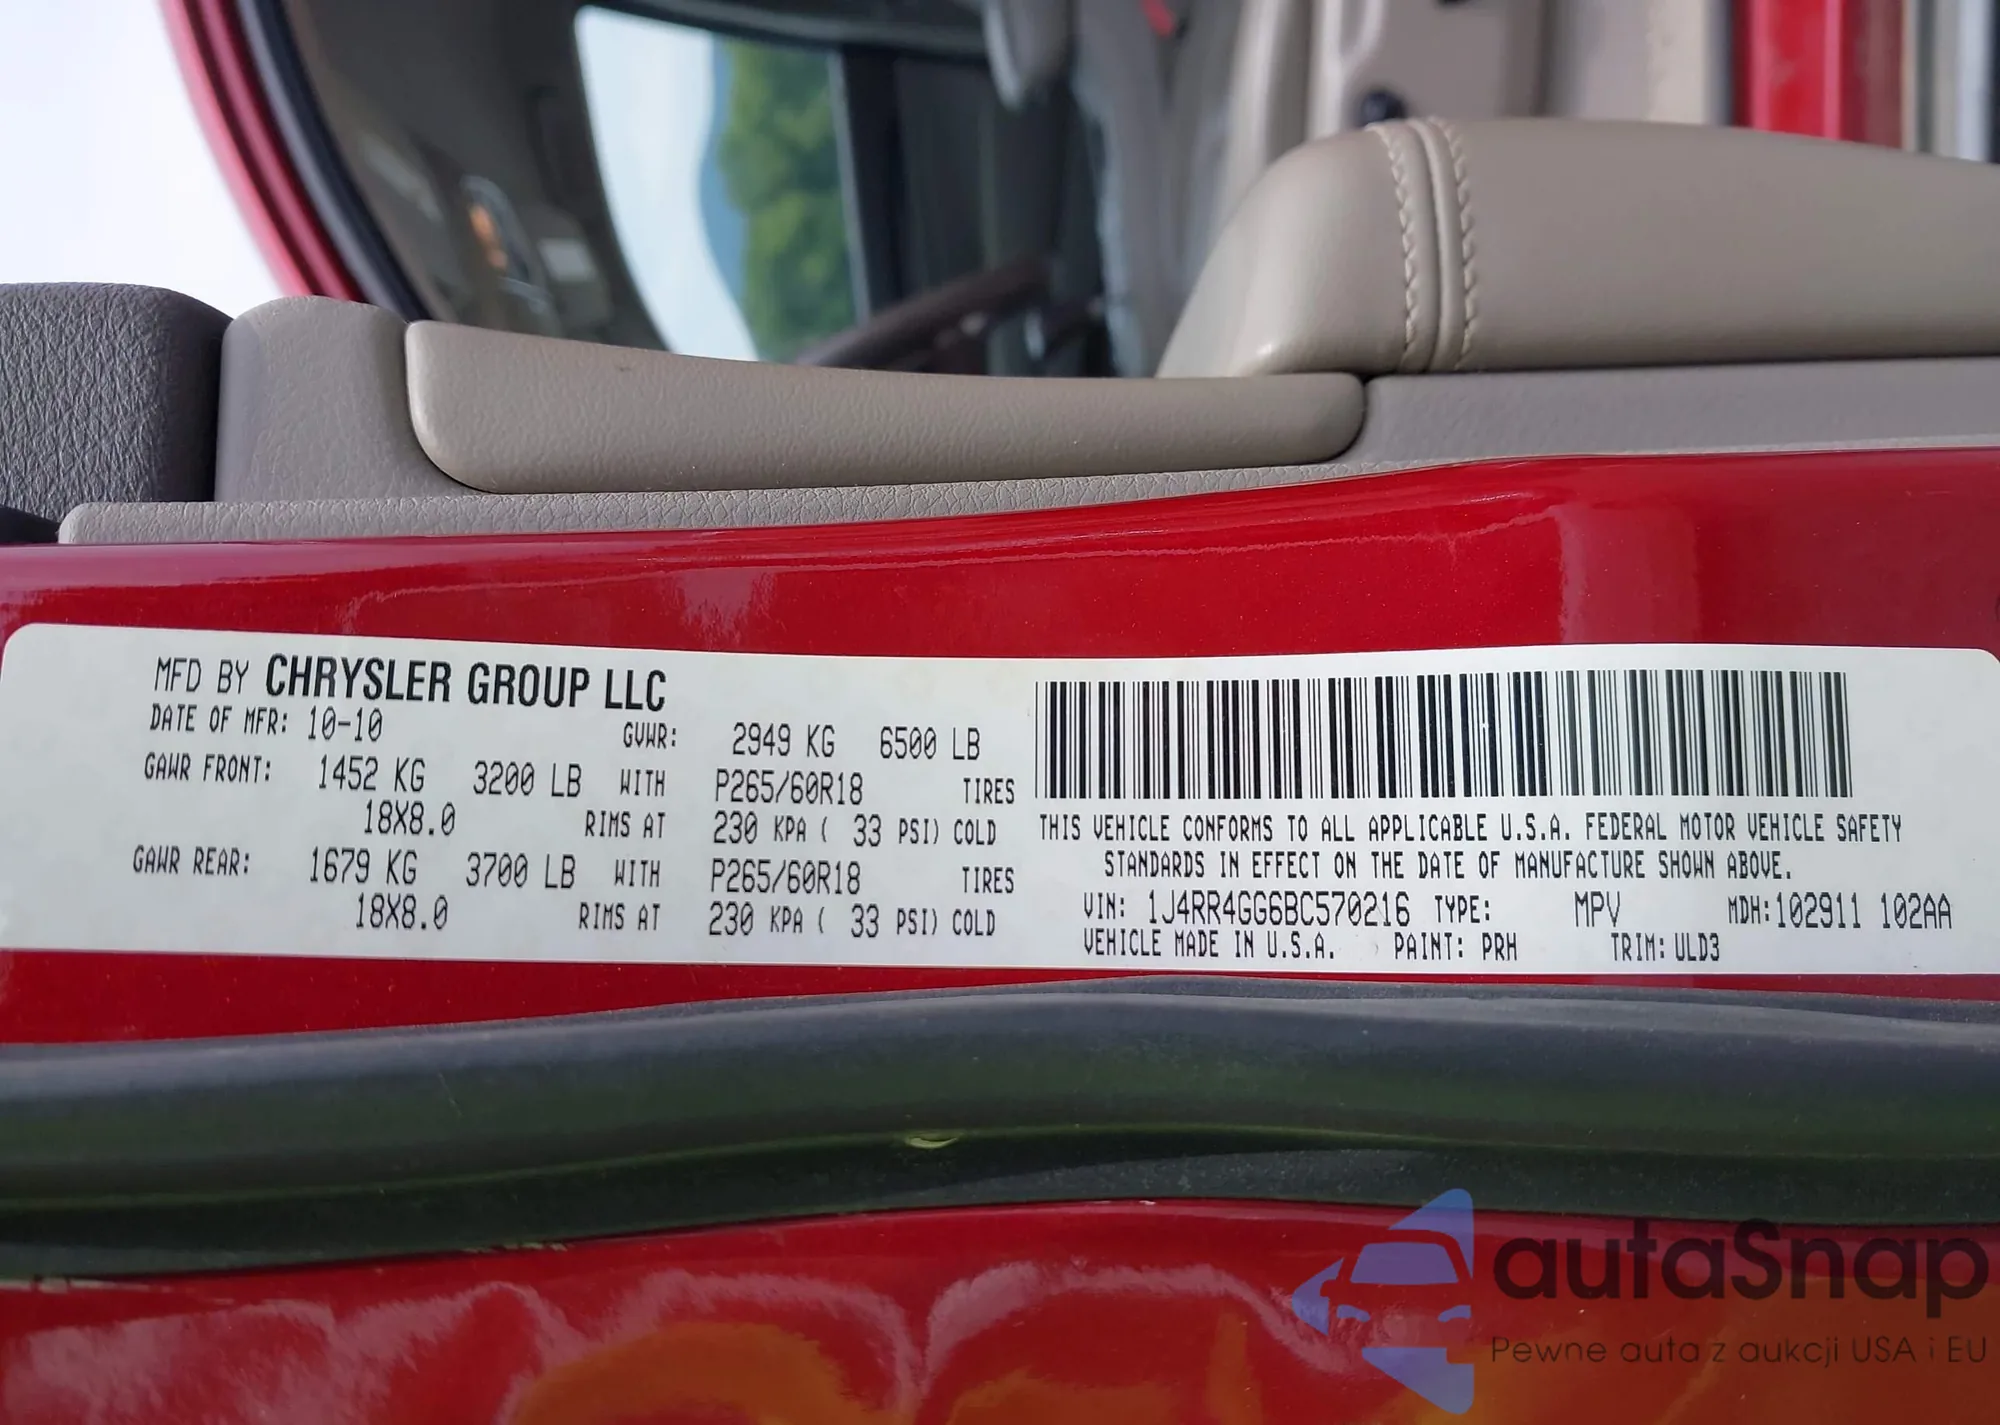 MFD BY CHRYSLER GROUP LLC
DATE OF MFR: 10-10 GVWR: 2949 KG 6500 LB
GAWR FRONT: 1452 KG 3200 LB WITH P265/60R18 TIRES
18X8.0 RIMS AT 230 KPA ( 33 PSI) COLD
GAWR REAR: 1679 KG 3700 LB WITH P265/60R18 TIRES
18X8.0 RIMS AT 230 KPA ( 33 PSI) COLD
THIS VEHICLE CONFORMS TO ALL APPLICABLE U.S.A. FEDERAL MOTOR VEHICLE SAFETY
STANDARDS IN EFFECT ON THE DATE OF MANUFACTURE SHOWN ABOVE.
VIN: 1J4RR4GG6BC570216 TYPE: MPV MDH: 102911 102AA
VEHICLE MADE IN U.S.A. PAINT: PRH TRIM: ULD3
autaSnap
Pewne auta z aukcji USA i EU